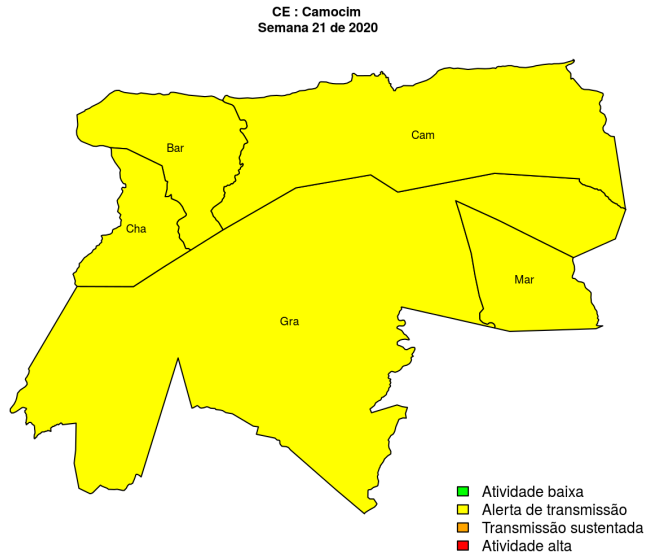 CE : Camocim
Semana 21 de 2020
Cam
Bar
Cha
Mar
Gra
Atividade baixa
Alerta de transmissão
Transmissão sustentada
Atividade alta